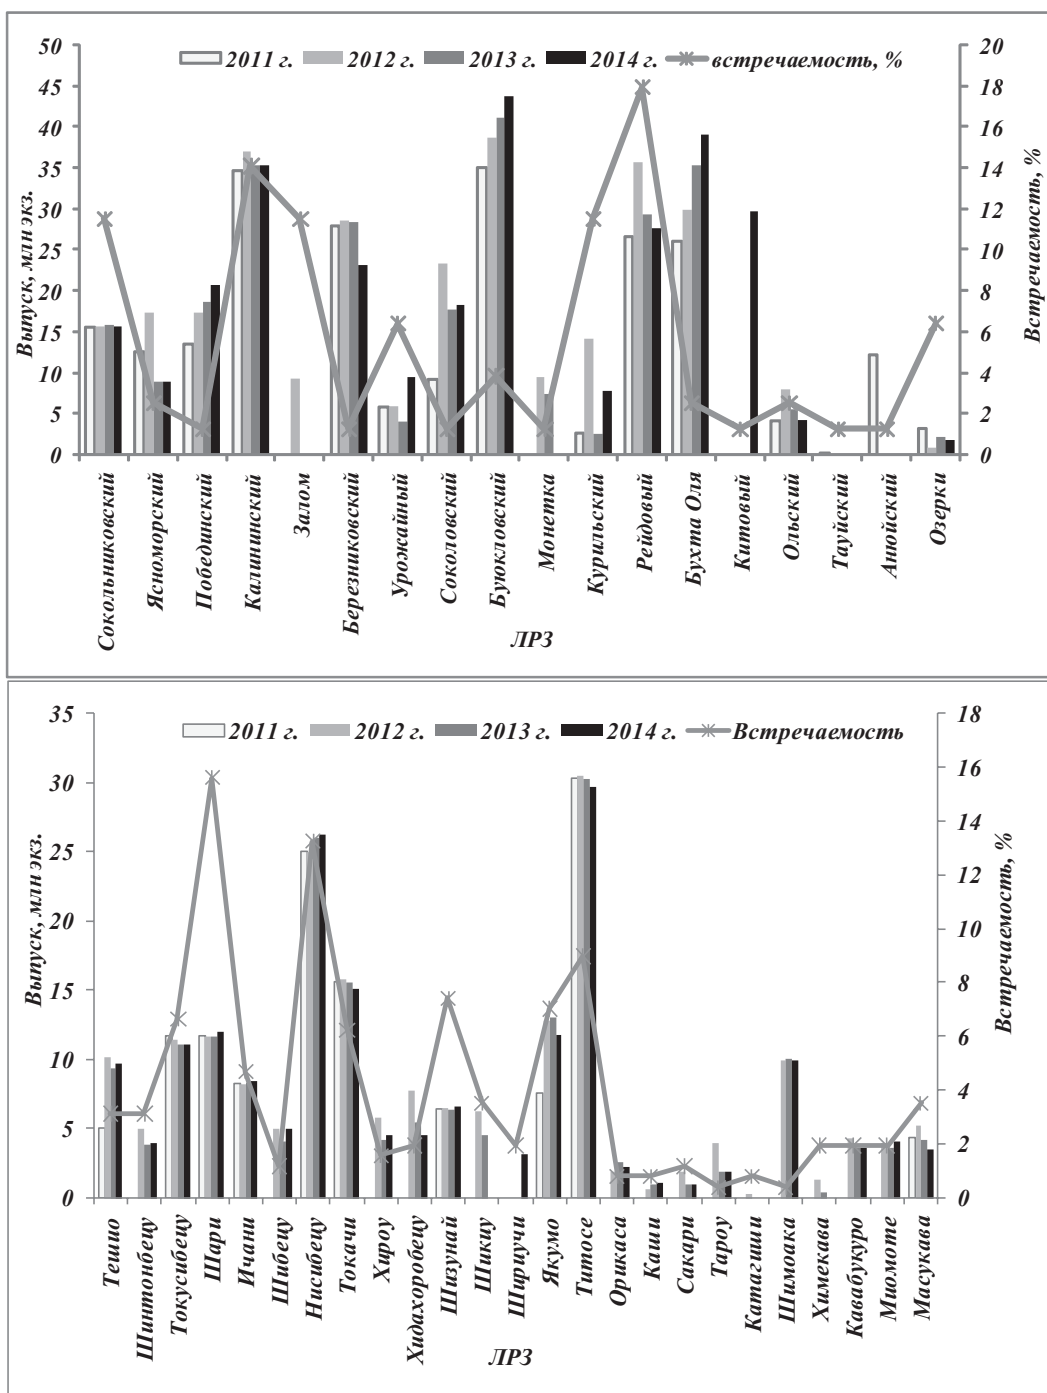 2011 г. 2012 г. 2013 г. 2014 г. встречаемость, %
Выпуск, млн экз.
50
45
40
35
30
25
20
15
10
5
0
20
18
16
14
12
10
8
6
4
2
0
Встречаемость, %
Сокольниковский
Ясноморский
Побединский
Калининский
Залом
Березниковский
Урожайный
Соколовский
Буюкловский
Монетка
Курильский
Рейдовый
Бухта Оля
Китовый
Ольский
Тауйский
Анюйский
Озерки
ЛРЗ
2011 г. 2012 г. 2013 г. 2014 г. Встречаемость
Выпуск, млн экз.
35
30
25
20
15
10
5
0
18
16
14
12
10
8
6
4
2
0
Встречаемость, %
Тешио
Шинтонбецу
Токусибецу
Шари
Ичани
Шибецу
Нисибецу
Токачи
Хироу
Хидахоробецу
Шизунай
Шикиу
Шириучи
Якумо
Титосе
Орикаса
Каши
Сакари
Тароу
Катагиши
Шимоака
Химекава
Кавабукуро
Миомоте
Масукава
ЛРЗ